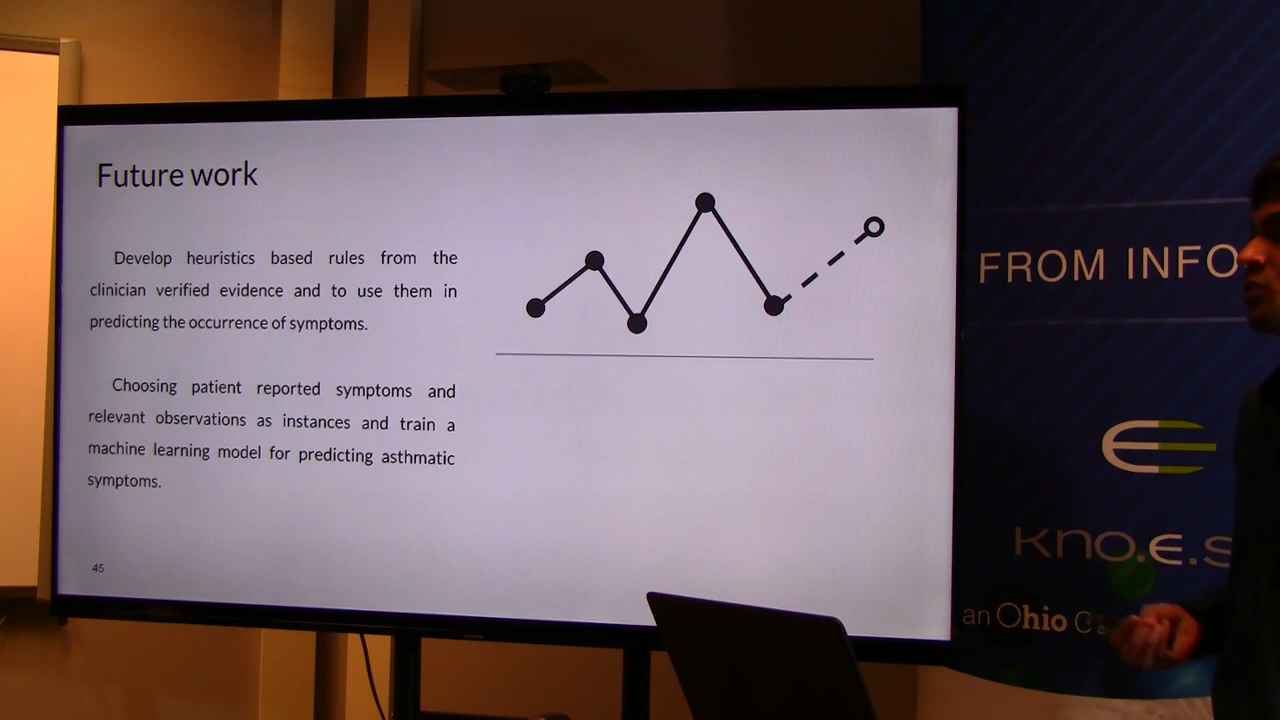 Future work
Develop heuristics based rules from the
clinician verified evidence and to use them in
predicting the occurrence of symptoms.
Choosing patient reported symptoms and
relevant observations as instances and train a
machine learning model for predicting asthmatic
symptoms.
45
FROM INFO
kno.e.s
an Ohio C